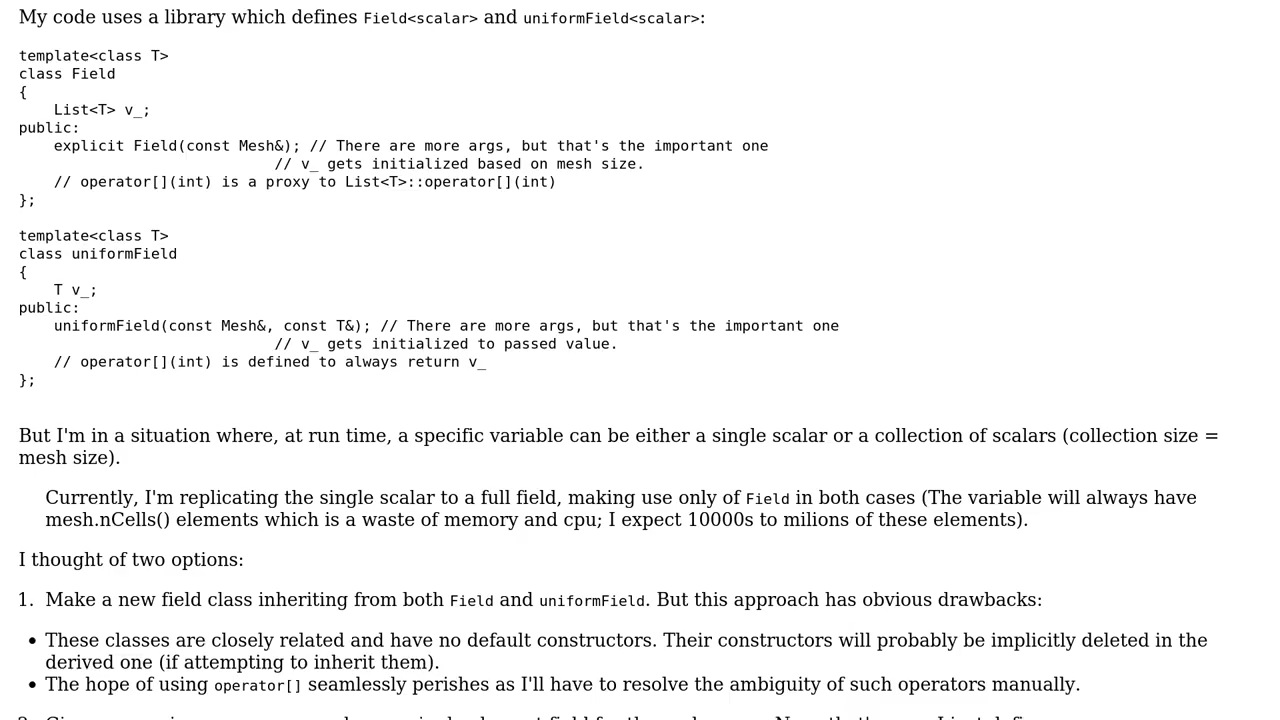 My code uses a library which defines Field<scalar> and uniformField<scalar>:
template<class T>
class Field
{
    List<T> v_;
public:
    explicit Field(const Mesh&); // There are more args, but that's the important one
                             // v_ gets initialized based on mesh size.
    // operator[](int) is a proxy to List<T>::operator[](int)
};
template<class T>
class uniformField
{
    T v_;
public:
    uniformField(const Mesh&, const T&); // There are more args, but that's the important one
                             // v_ gets initialized to passed value.
    // operator[](int) is defined to always return v_
};
But I'm in a situation where, at run time, a specific variable can be either a single scalar or a collection of scalars (collection size =
mesh size).
Currently, I'm replicating the single scalar to a full field, making use only of Field in both cases (The variable will always have
mesh.nCells() elements which is a waste of memory and cpu; I expect 10000s to milions of these elements).
I thought of two options:
1. Make a new field class inheriting from both Field and uniformField. But this approach has obvious drawbacks:
• These classes are closely related and have no default constructors. Their constructors will probably be implicitly deleted in the
derived one (if attempting to inherit them).
• The hope of using operator[] seamlessly perishes as I'll have to resolve the ambiguity of such operators manually.